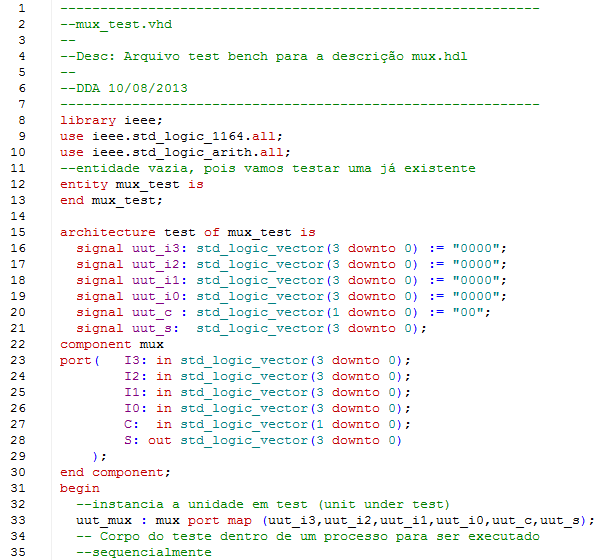 1 ------------------------------------------------------------
2 --mux_test.vhd
3 --
4 --Desc: Arquivo test bench para a descrição mux.hdl
5 --
6 --DDA 10/08/2013
7 ------------------------------------------------------------
8 library ieee;
9 use ieee.std_logic_1164.all;
10 use ieee.std_logic_arith.all;
11 --entidade vazia, pois vamos testar uma já existente
12 entity mux_test is
13 end mux_test;
14
15 architecture test of mux_test is
16   signal uut_i3: std_logic_vector(3 downto 0) := "0000";
17   signal uut_i2: std_logic_vector(3 downto 0) := "0000";
18   signal uut_i1: std_logic_vector(3 downto 0) := "0000";
19   signal uut_i0: std_logic_vector(3 downto 0) := "0000";
20   signal uut_c : std_logic_vector(1 downto 0) := "00";
21   signal uut_s:  std_logic_vector(3 downto 0);
22 component mux
23 port(   I3: in std_logic_vector(3 downto 0);
24         I2: in std_logic_vector(3 downto 0);
25         I1: in std_logic_vector(3 downto 0);
26         I0: in std_logic_vector(3 downto 0);
27         C:  in std_logic_vector(1 downto 0);
28         S: out std_logic_vector(3 downto 0)
29     );
30 end component;
31 begin
32   --instancia a unidade em test (unit under test)
33   uut_mux : mux port map (uut_i3,uut_i2,uut_i1,uut_i0,uut_c,uut_s);
34   -- Corpo do teste dentro de um processo para ser executado
35   --sequencialmente